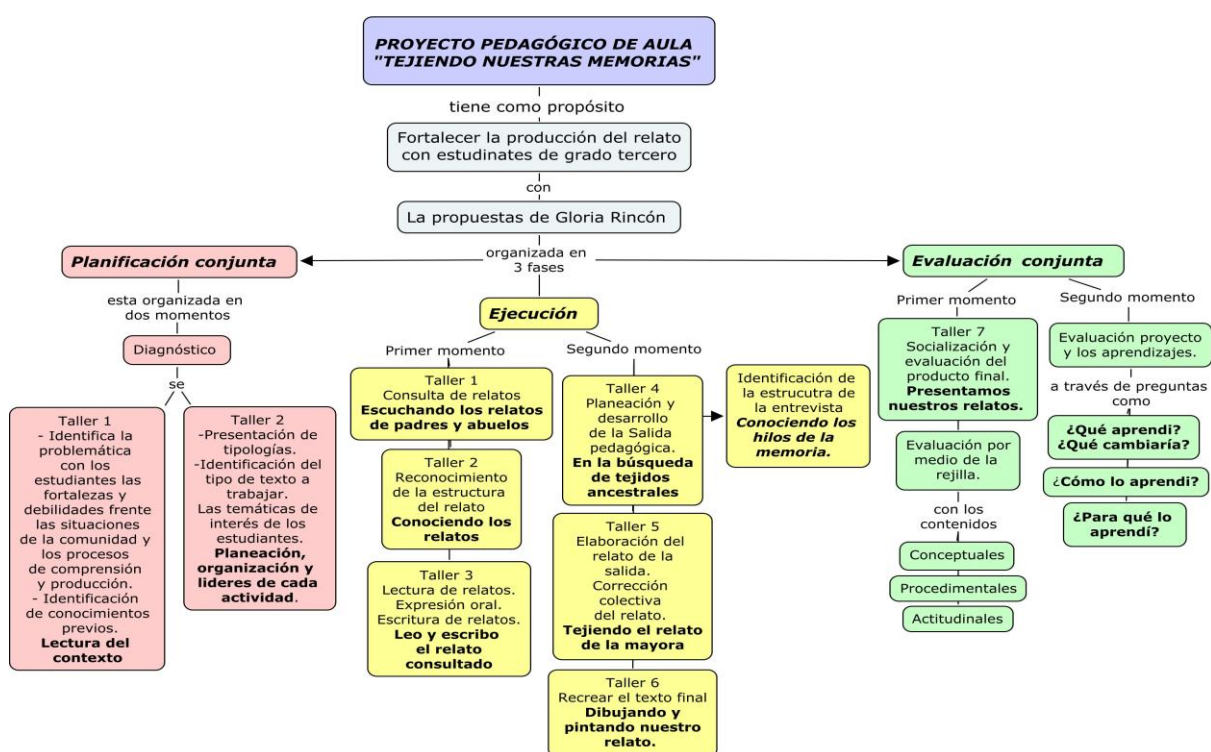 PROYECTO PEDAGÓGICO DE AULA
"TEJIENDO NUESTRAS MEMORIAS"
tiene como propósito
Fortalecer la producción del relato
con estudinates de grado tercero
con
La propuestas de Gloria Rincón
organizada en
3 fases
Planificación conjunta
esta organizada en
dos momentos
Diagnóstico
se
Taller 1
- Identifica la
problemática
con los
estudiantes las
fortalezas y
debilidades frente
las situaciones
de la comunidad y
los procesos
de comprensión
y producción.
- Identificación
de conocimientos
previos.
Lectura del
contexto
Taller 2
-Presentación de
tipologías.
-Identificación del
tipo de texto a
trabajar.
Las temáticas de
interés de los
estudiantes.
Planeación,
organización y
lideres de cada
actividad.
Ejecución
Primer momento
Taller 1
Consulta de relatos
Escuchando los relatos
de padres y abuelos
Taller 2
Reconocimiento
de la estructura
del relato
Conociendo los
relatos
Taller 3
Lectura de relatos.
Expresión oral.
Escritura de relatos.
Leo y escribo
el relato
consultado
Segundo momento
Taller 4
Planeación y
desarrollo
de la Salida
pedagógica.
En la búsqueda
de tejidos
ancestrales
Identificación de
la estrucutra de
la entrevista
Conociendo los
hilos de la
memoria.
Taller 5
Elaboración del
relato de la
salida.
Corrección
colectiva
del relato.
Tejiendo el relato
de la mayora
Taller 6
Recrear el texto final
Dibujando y
pintando nuestro
relato.
Evaluación conjunta
Primer momento
Taller 7
Socialización y
evaluación del
producto final.
Presentamos
nuestros relatos.
Evaluación por
medio de la
rejilla.
con los
contenidos
Conceptuales
Procedimentales
Actitudinales
Segundo momento
Evaluación proyecto
y los aprendizajes.
a través de preguntas
como
¿Qué aprendi?
¿Qué cambiaría?
¿Cómo lo aprendi?
¿Para qué lo
aprendí?